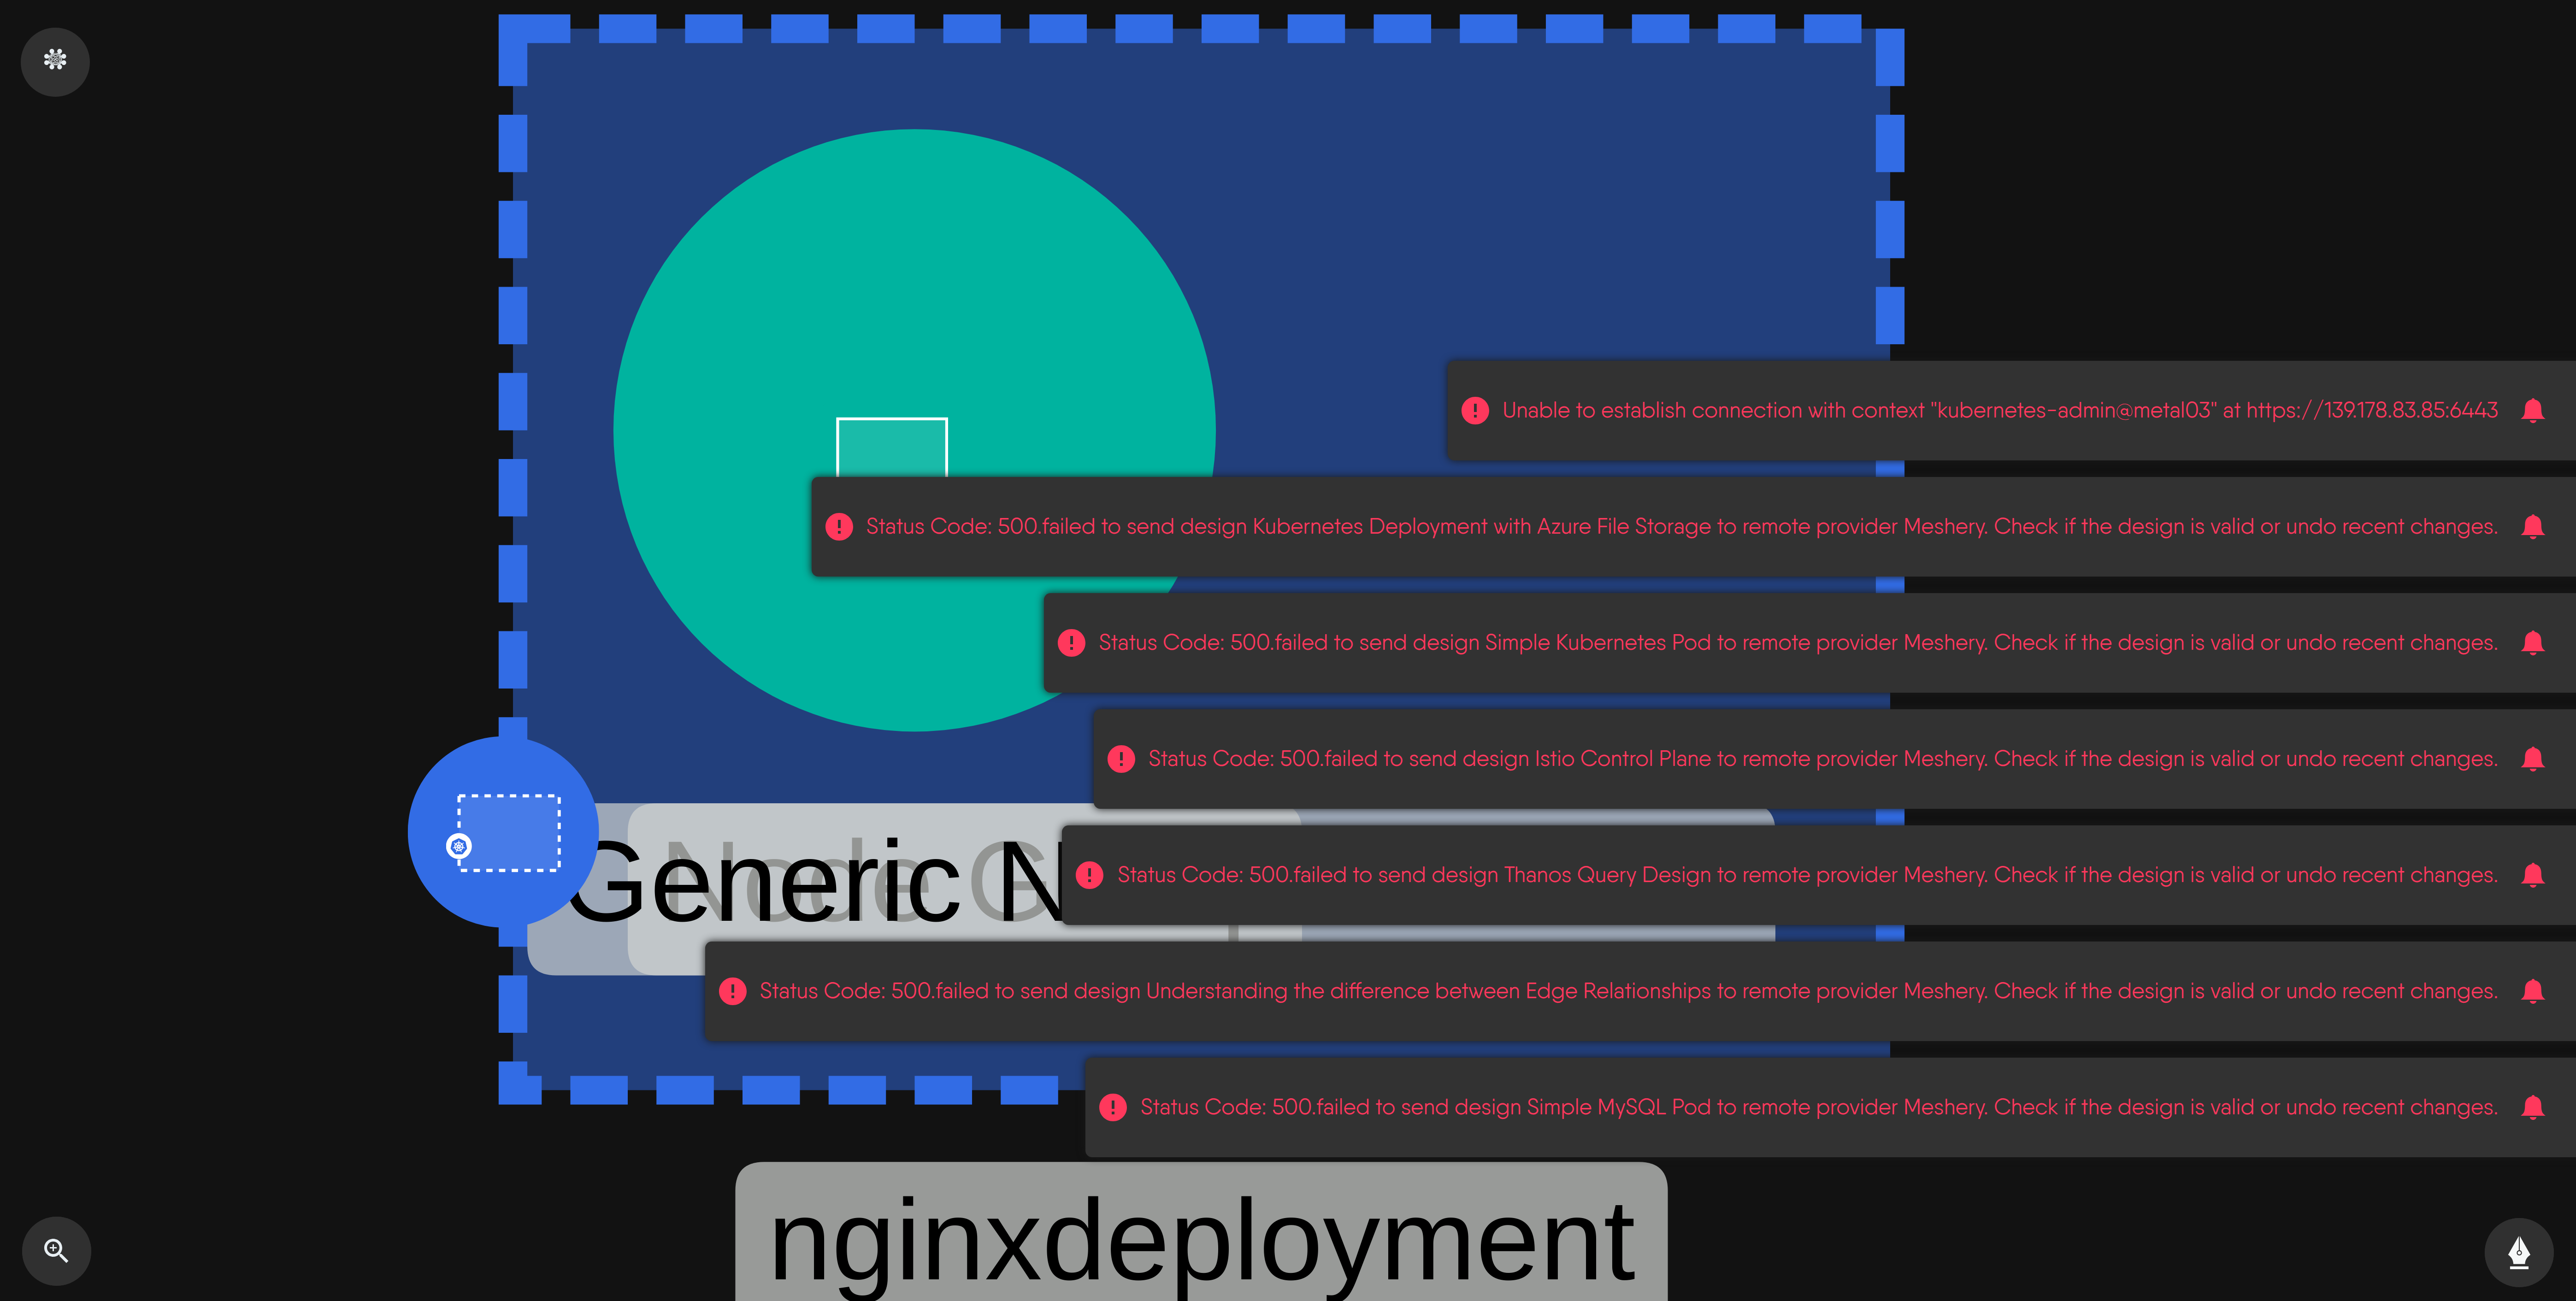 Unable to establish connection with context "kubernetes-admin@metal03" at https://139.178.83.85:6443
Status Code: 500.failed to send design Kubernetes Deployment with Azure File Storage to remote provider Meshery. Check if the design is valid or undo recent changes.
Status Code: 500.failed to send design Simple Kubernetes Pod to remote provider Meshery. Check if the design is valid or undo recent changes.
Status Code: 500.failed to send design Istio Control Plane to remote provider Meshery. Check if the design is valid or undo recent changes.
Generic N
Node G
Status Code: 500.failed to send design Thanos Query Design to remote provider Meshery. Check if the design is valid or undo recent changes.
Status Code: 500.failed to send design Understanding the difference between Edge Relationships to remote provider Meshery. Check if the design is valid or undo recent changes.
Status Code: 500.failed to send design Simple MySQL Pod to remote provider Meshery. Check if the design is valid or undo recent changes.
nginxdeployment